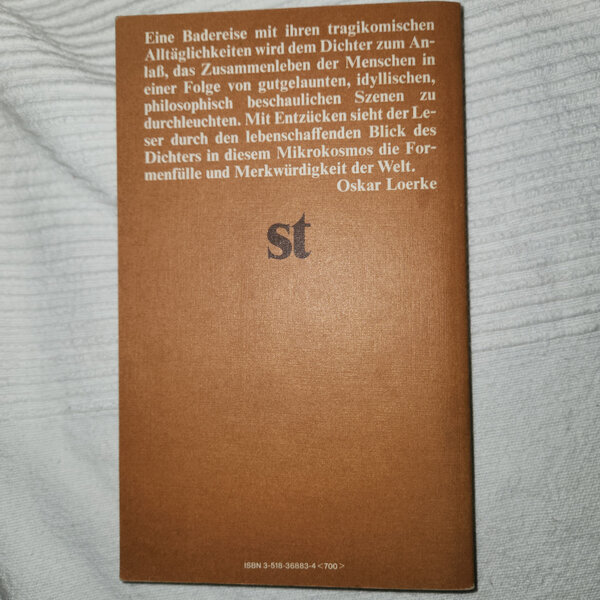 Eine Badereise mit ihren tragikomischen
Alltäglichkeiten wird dem Dichter zum An-
laß, das Zusammenleben der Menschen in
einer Folge von gutgelaunten, idyllischen,
philosophisch beschaulichen Szenen zu
durchleuchten. Mit Entzücken sieht der Le-
ser durch den lebenschaffenden Blick des
Dichters in diesem Mikrokosmos die For-
menfülle und Merkwürdigkeit der Welt.
Oskar Loerke
st
ISBN 3-518-36883-4 <700>